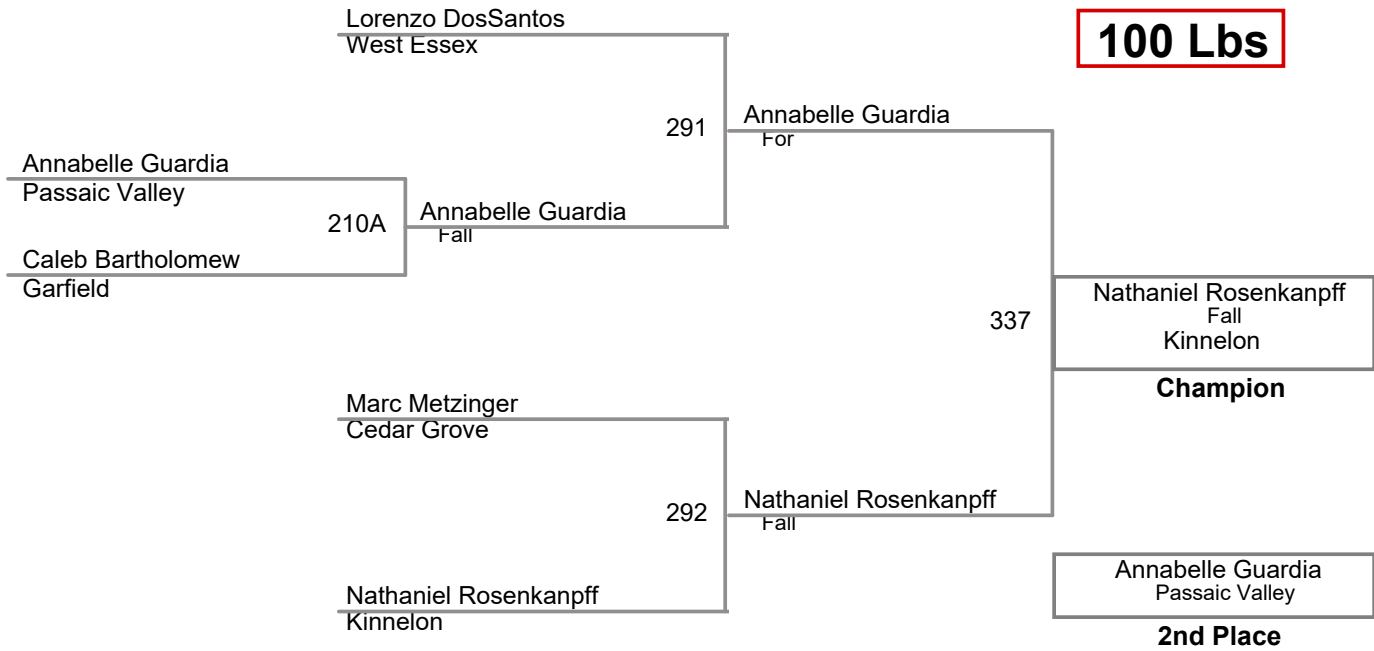 Lorenzo DosSantos
West Essex
100 Lbs
291
Annabelle Guardia
For
Annabelle Guardia
Passaic Valley
210A
Annabelle Guardia
Fall
Caleb Bartholomew
Garfield
337
Nathaniel Rosenkanpff
Fall
Kinnelon
Champion
Marc Metzinger
Cedar Grove
292
Nathaniel Rosenkanpff
Fall
Nathaniel Rosenkanpff
Kinnelon
Annabelle Guardia
Passaic Valley
2nd Place